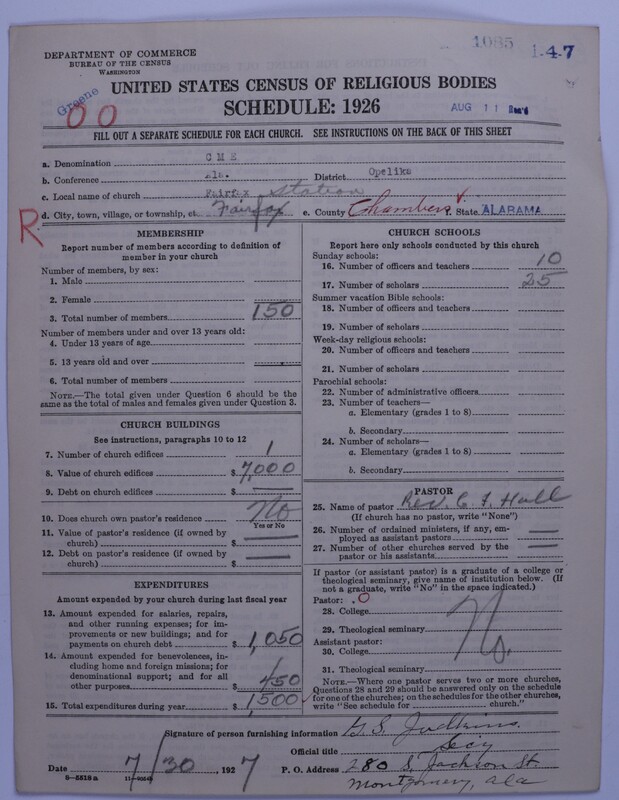 1085
1-4-7
DEPARTMENT OF COMMERCE
BUREAU OF THE CENSUS
WASHINGTON
UNITED STATES CENSUS OF RELIGIOUS BODIES
SCHEDULE: 1926
Greene
00
AUG 11 Rec'd
FILL OUT A SEPARATE SCHEDULE FOR EACH CHURCH. SEE INSTRUCTIONS ON THE BACK OF THIS SHEET
a. Denomination CME
b. Conference Ala. District Opelika
c. Local name of church Fairfax Station
d. City, town, village, or township, etc. Fairfax e. County Chambers f. State ALABAMA
R
MEMBERSHIP
Report number of members according to definition of
member in your church
Number of members, by sex:
1. Male
2. Female
3. Total number of members 150
Number of members under and over 13 years old:
4. Under 13 years of age
5. 13 years old and over
6. Total number of members
NOTE.—The total given under Question 6 should be the
same as the total of males and females given under Question 3.
CHURCH BUILDINGS
See instructions, paragraphs 10 to 12
7. Number of church edifices 1
8. Value of church edifices $7,000
9. Debt on church edifices $
10. Does church own pastor's residence No
Yes or No
11. Value of pastor's residence (if owned by
church) $
12. Debt on pastor's residence (if owned by
church) $
EXPENDITURES
Amount expended by your church during last fiscal year
13. Amount expended for salaries, repairs,
and other running expenses; for im-
provements or new buildings; and for
payments on church debt $1,050
14. Amount expended for benevolences, in-
cluding home and foreign missions; for
denominational support; and for all
other purposes $450
15. Total expenditures during year $1500
CHURCH SCHOOLS
Report here only schools conducted by this church
Sunday schools:
16. Number of officers and teachers 10
17. Number of scholars 25
Summer vacation Bible schools:
18. Number of officers and teachers
19. Number of scholars
Week-day religious schools:
20. Number of officers and teachers
21. Number of scholars
Parochial schools:
22. Number of administrative officers
23. Number of teachers—
a. Elementary (grades 1 to 8)
b. Secondary
24. Number of scholars—
a. Elementary (grades 1 to 8)
b. Secondary
PASTOR
25. Name of pastor Rev. C. F. Hall
(If church has no pastor, write "None")
26. Number of ordained ministers, if any, em-
ployed as assistant pastors
27. Number of other churches served by the
pastor or his assistants
If pastor (or assistant pastor) is a graduate of a college or
theological seminary, give name of institution below. (If
not a graduate, write "No" in the space indicated.)
Pastor: 0
28. College
29. Theological seminary No.
Assistant pastor:
30. College
31. Theological seminary
NOTE.—Where one pastor serves two or more churches,
Questions 28 and 29 should be answered only on the schedule
for one of the churches; on the schedules for the other churches,
write "See schedule for church."
Signature of person furnishing information G. S. Judkins
Official title Secy
Date 7/30, 1927 P. O. Address 280 S. Jackson St.
8-5518a Montgomery, Ala